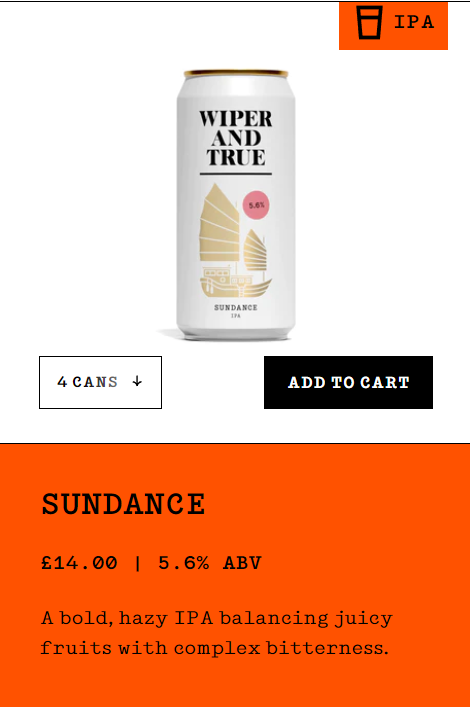 IPA
WIPER
AND
TRUE
5.6%
SUNDANCE
IPA
4 CANS ↓
ADD TO CART
SUNDANCE
£14.00 | 5.6% ABV
A bold, hazy IPA balancing juicy
fruits with complex bitterness.